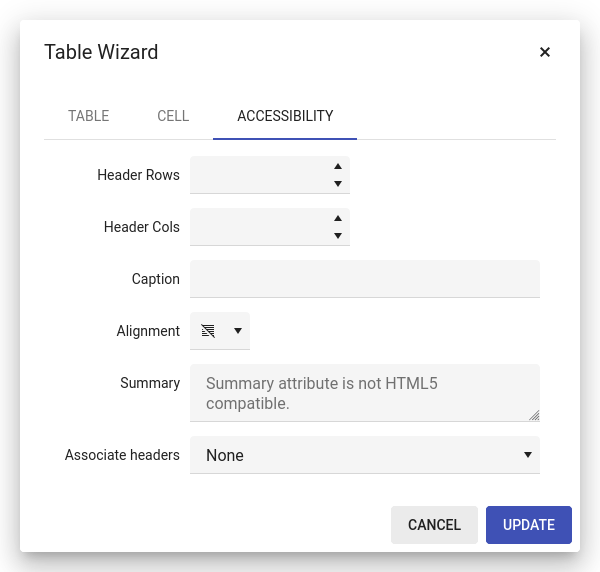 Table Wizard
TABLE CELL ACCESSIBILITY
Header Rows
Header Cols
Caption
Alignment
Summary Summary attribute is not HTML5
compatible.
Associate headers None
CANCEL UPDATE